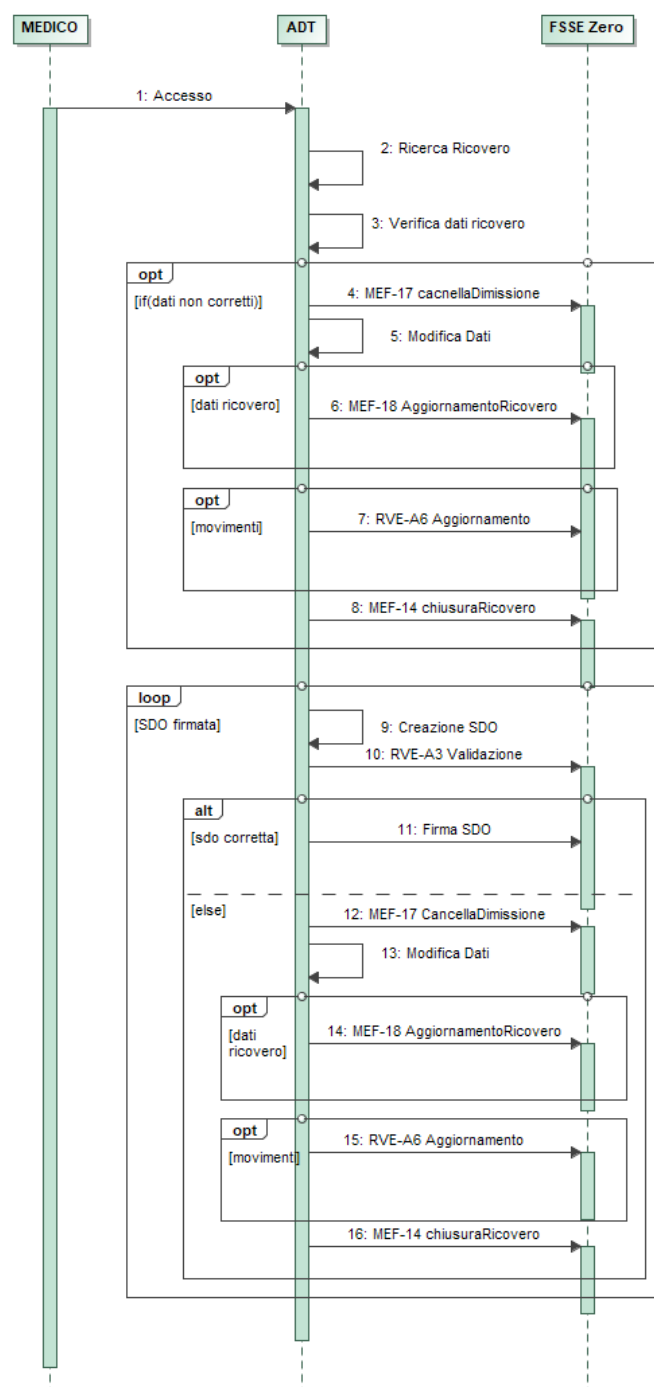 MEDICO
ADT
FSSE Zero
1: Accesso
2: Ricerca Ricovero
3: Verifica dati ricovero
opt
[if(dati non corretti)]
4: MEF-17 cacnellaDimissione
5: Modifica Dati
opt
[dati ricovero]
6: MEF-18 AggiornamentoRicovero
opt
[movimenti]
7: RVE-A6 Aggiornamento
8: MEF-14 chiusuraRicovero
loop
[SDO firmata]
9: Creazione SDO
10: RVE-A3 Validazione
alt
[sdo corretta]
11: Firma SDO
[else]
12: MEF-17 CancellaDimissione
13: Modifica Dati
opt
[dati
ricovero]
14: MEF-18 AggiornamentoRicovero
opt
[movimenti]
15: RVE-A6 Aggiornamento
16: MEF-14 chiusuraRicovero